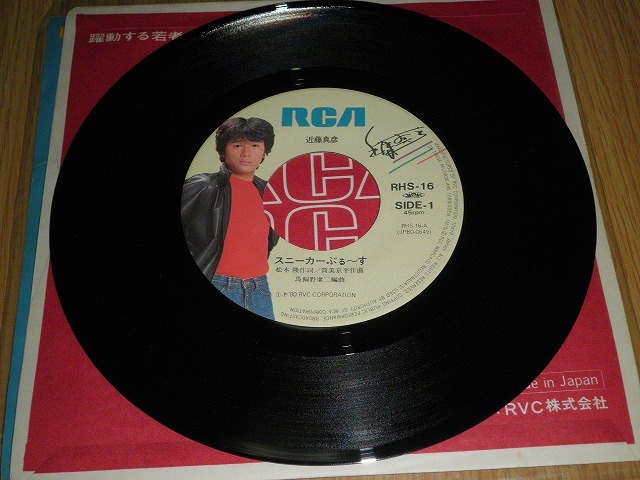 躍動する若者
RCA
近藤真彦
RHS-16
SIDE-1
45rpm
RHS-16-A
(JPBO-0649)
スニーカーぶる〜す
松本 隆作詞／筒美京平作曲
馬飼野康二編曲
℗ '80 RVC CORPORATION
in Japan
RVC株式会社